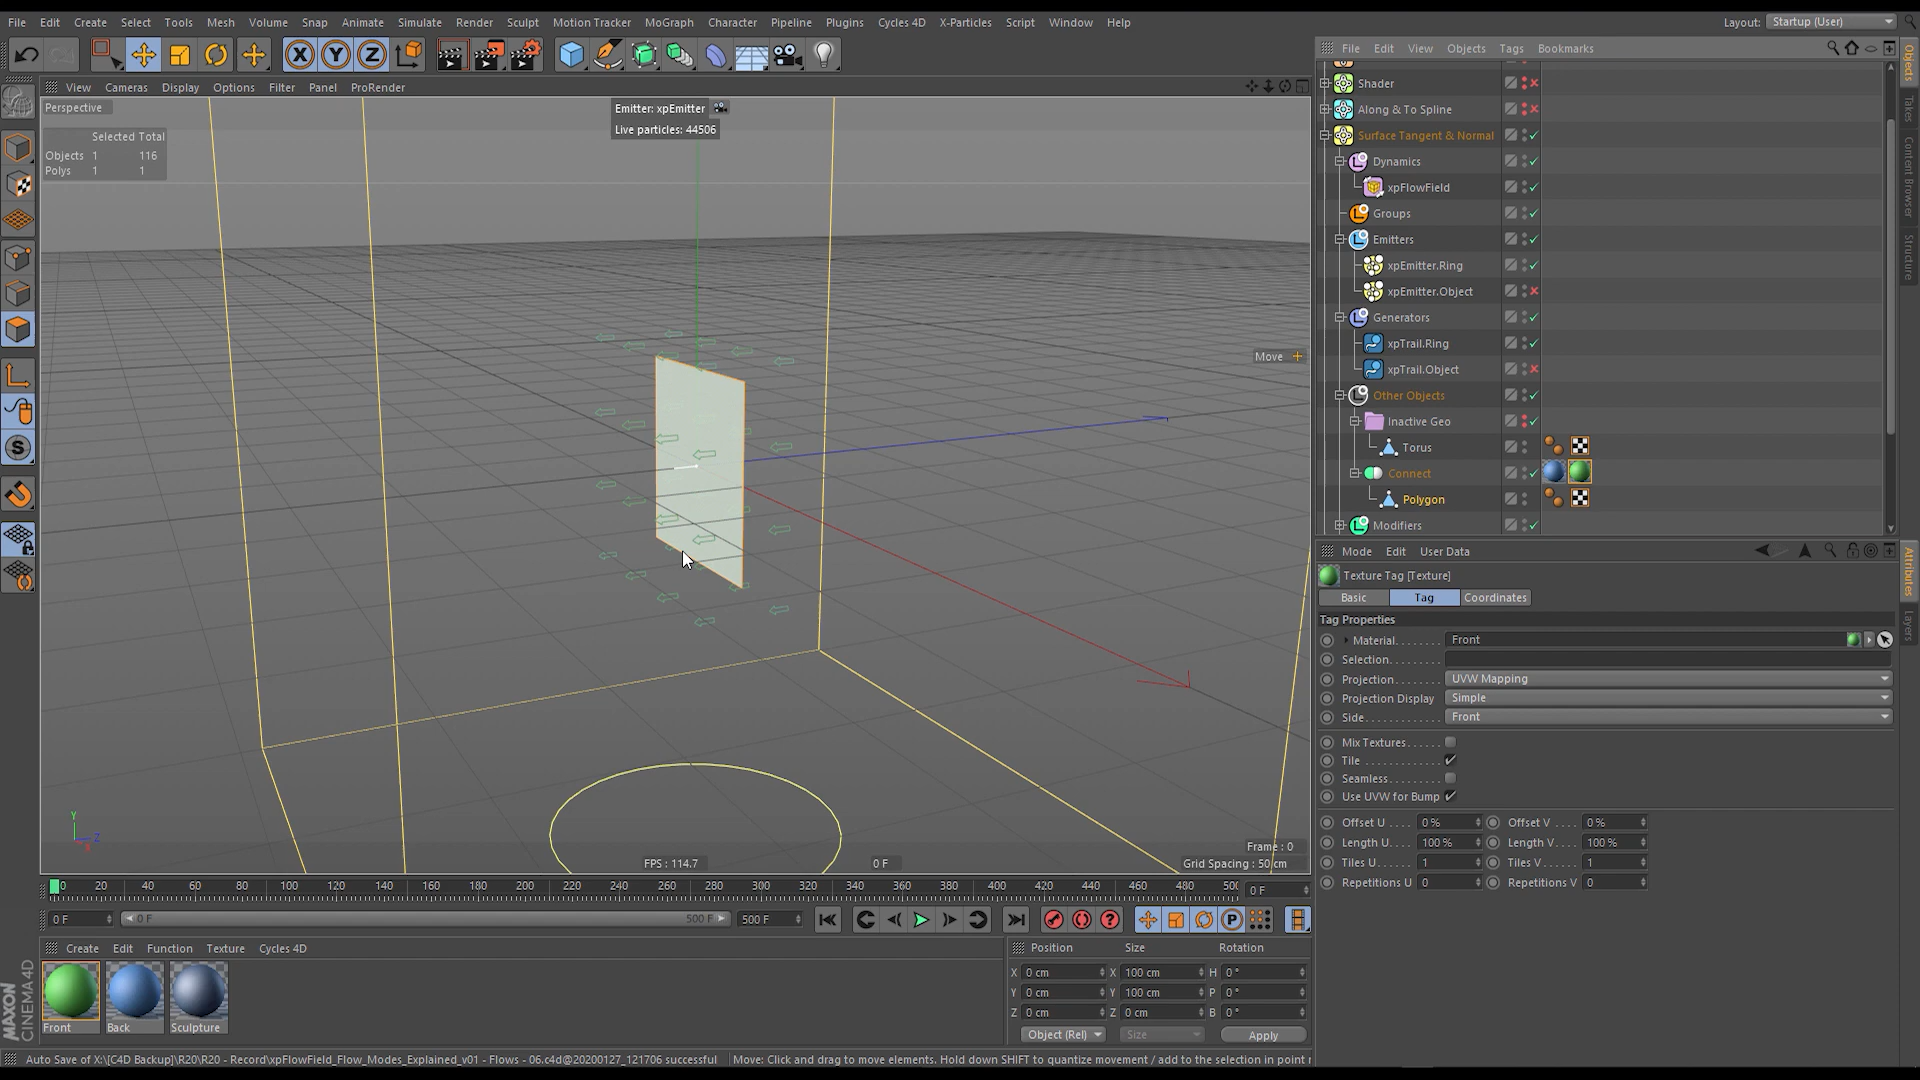 File Edit Create Select Tools Mesh Volume Snap Animate Simulate Render Sculpt Motion Tracker MoGraph Character Pipeline Plugins Cycles 4D X-Particles Script Window Help Layout: Startup (User)
X Y Z
File Edit View Objects Tags Bookmarks
View Cameras Display Options Filter Panel ProRender
Perspective
Emitter: xpEmitter
Live particles: 44506
Selected Total
Objects 1 116
Polys 1 1
Move
Shader
Along & To Spline
Surface Tangent & Normal
Dynamics
xpFlowField
Groups
Emitters
xpEmitter.Ring
xpEmitter.Object
Generators
xpTrail.Ring
xpTrail.Object
Other Objects
Inactive Geo
Torus
Connect
Polygon
Modifiers
Objects
Takes
Content Browser
Structure
Mode Edit User Data
Texture Tag [Texture]
Basic Tag Coordinates
Tag Properties
Material. . . . . . . . Front
Selection. . . . . . . .
Projection. . . . . . . UVW Mapping
Projection Display Simple
Side. . . . . . . . . . . . Front
Mix Textures. . . . . .
Tile . . . . . . . . . . . .
Seamless. . . . . . . .
Use UVW for Bump
Offset U . . . . 0 % Offset V . . . . 0 %
Length U. . . . 100 % Length V. . . . 100 %
Tiles U. . . . . 1 Tiles V. . . . . 1
Repetitions U 0 Repetitions V 0
Attributes
Layers
Y
Z
X
FPS : 114.7
0 F
Frame : 0
Grid Spacing : 50 cm
0 20 40 60 80 100 120 140 160 180 200 220 240 260 280 300 320 340 360 380 400 420 440 460 480 500 0 F
0 F 0 F 500 F 500 F
P
Create Edit Function Texture Cycles 4D
Front Back Sculpture
Position Size Rotation
X 0 cm X 100 cm H 0 °
Y 0 cm Y 100 cm P 0 °
Z 0 cm Z 0 cm B 0 °
Object (Rel) Size Apply
MAXON
CINEMA 4D
Auto Save of X:\[C4D Backup]\R20\R20 - Record\xpFlowField_Flow_Modes_Explained_v01 - Flows - 06.c4d@20200127_121706 successful Move: Click and drag to move elements. Hold down SHIFT to quantize movement / add to the selection in point r